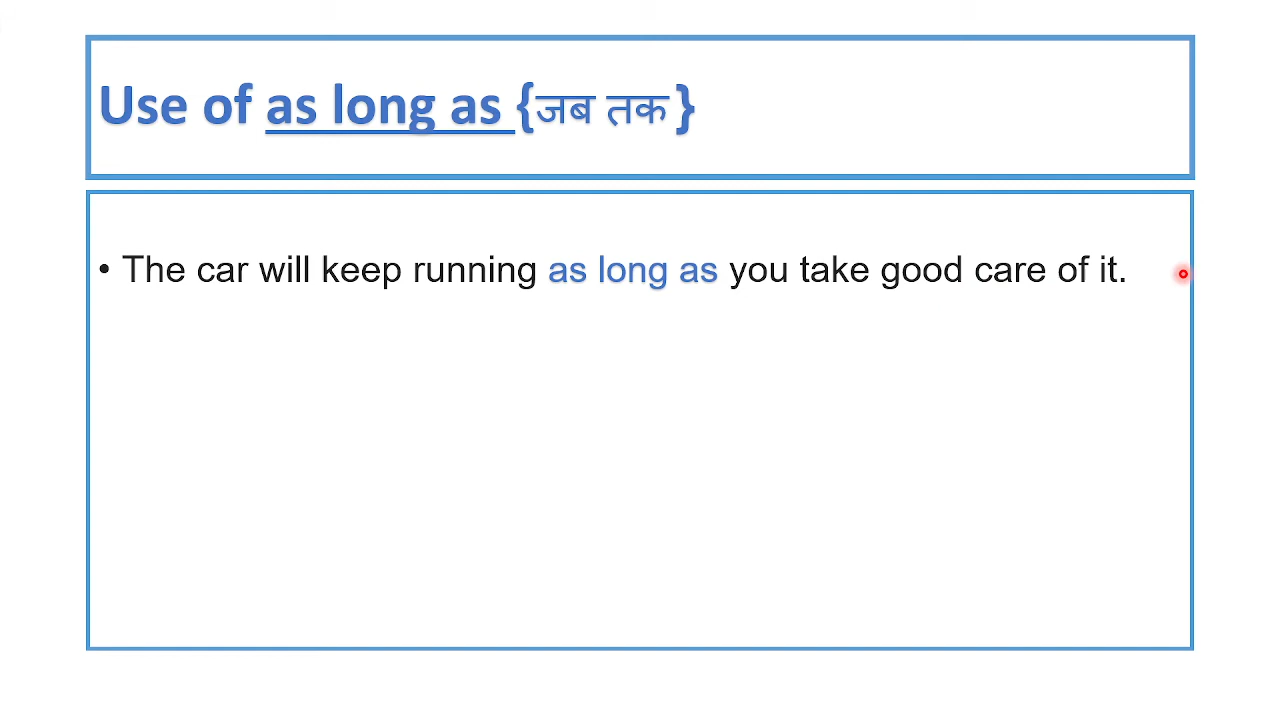 Use of as long as {जब तक}
• The car will keep running as long as you take good care of it.